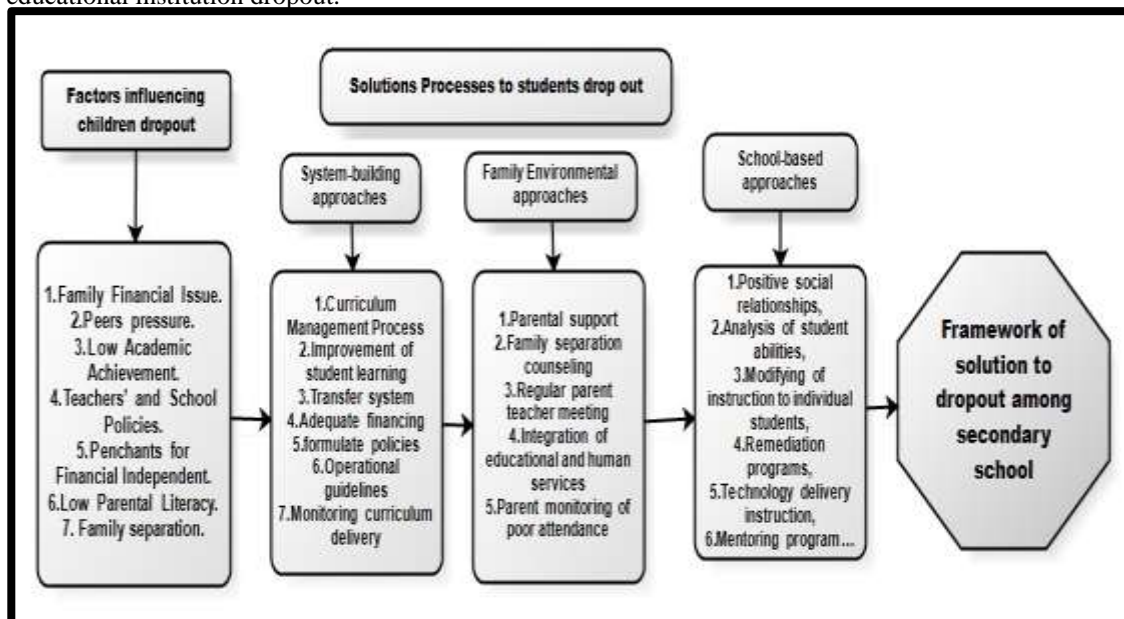 educational institution dropout.
Factors influencing
children dropout
Solutions Processes to students drop out
System-building
approaches
Family Environmental
approaches
School-based
approaches
1.Family Financial Issue.
2.Peers pressure.
3.Low Academic
Achievement.
4.Teachers' and School
Policies.
5.Penchants for
Financial Independent.
6.Low Parental Literacy.
7. Family separation.
1.Curriculum
Management Process
2.Improvement of
student learning
3.Transfer system
4.Adequate financing
5.formulate policies
6.Operational
guidelines
7.Monitoring curriculum
delivery
1.Parental support
2.Family separation
counseling
3.Regular parent
teacher meeting
4.Integration of
educational and human
services
5.Parent monitoring of
poor attendance
1.Positive social
relationships,
2.Analysis of student
abilities,
3.Modifying of
instruction to individual
students,
4.Remediation
programs,
5.Technology delivery
instruction,
6.Mentoring program...
Framework of
solution to
dropout among
secondary
school